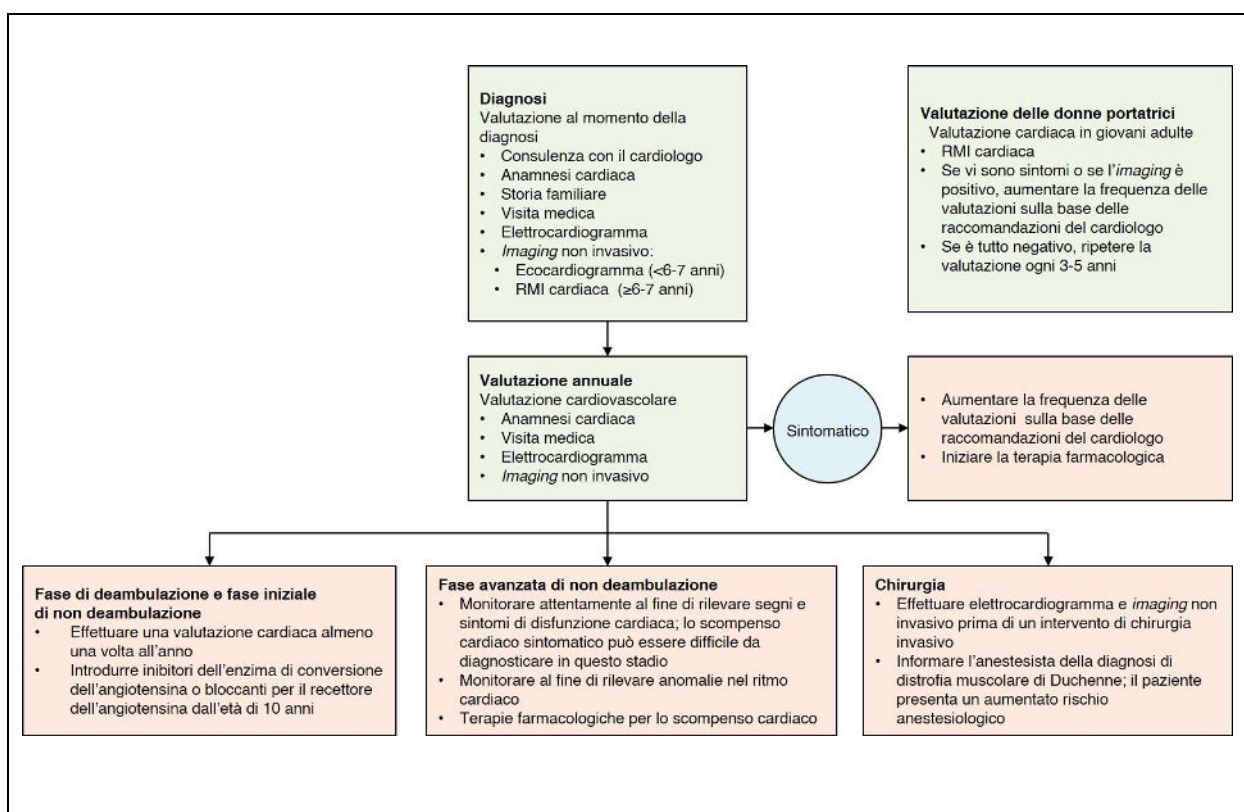 Diagnosi
Valutazione al momento della
diagnosi
• Consulenza con il cardiologo
• Anamnesi cardiaca
• Storia familiare
• Visita medica
• Elettrocardiogramma
• Imaging non invasivo:
• Ecocardiogramma (<6-7 anni)
• RMI cardiaca (≥6-7 anni)
Valutazione delle donne portatrici
Valutazione cardiaca in giovani adulte
• RMI cardiaca
• Se vi sono sintomi o se l'imaging è
positivo, aumentare la frequenza delle
valutazioni sulla base delle
raccomandazioni del cardiologo
• Se è tutto negativo, ripetere la
valutazione ogni 3-5 anni
Valutazione annuale
Valutazione cardiovascolare
• Anamnesi cardiaca
• Visita medica
• Elettrocardiogramma
• Imaging non invasivo
Sintomatico
• Aumentare la frequenza delle
valutazioni sulla base delle
raccomandazioni del cardiologo
• Iniziare la terapia farmacologica
Fase di deambulazione e fase iniziale
di non deambulazione
• Effettuare una valutazione cardiaca almeno
una volta all'anno
• Introdurre inibitori dell'enzima di conversione
dell'angiotensina o bloccanti per il recettore
dell'angiotensina dall'età di 10 anni
Fase avanzata di non deambulazione
• Monitorare attentamente al fine di rilevare segni e
sintomi di disfunzione cardiaca; lo scompenso
cardiaco sintomatico può essere difficile da
diagnosticare in questo stadio
• Monitorare al fine di rilevare anomalie nel ritmo
cardiaco
• Terapie farmacologiche per lo scompenso cardiaco
Chirurgia
• Effettuare elettrocardiogramma e imaging non
invasivo prima di un intervento di chirurgia
invasivo
• Informare l'anestesista della diagnosi di
distrofia muscolare di Duchenne; il paziente
presenta un aumentato rischio
anestesiologico